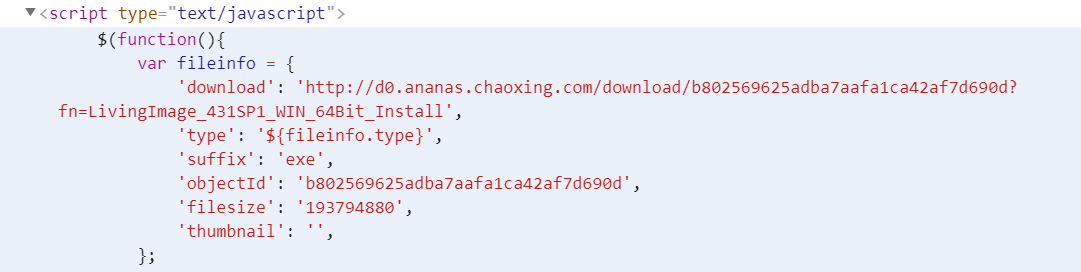 ▼<script type="text/javascript">
$(function(){
var fileinfo = {
'download': 'http://d0.ananas.chaoxing.com/download/b802569625adba7aafa1ca42af7d690d?
fn=LivingImage_431SP1_WIN_64Bit_Install',
'type': '${fileinfo.type}',
'suffix': 'exe',
'objectId': 'b802569625adba7aafa1ca42af7d690d',
'filesize': '193794880',
'thumbnail': '',
};